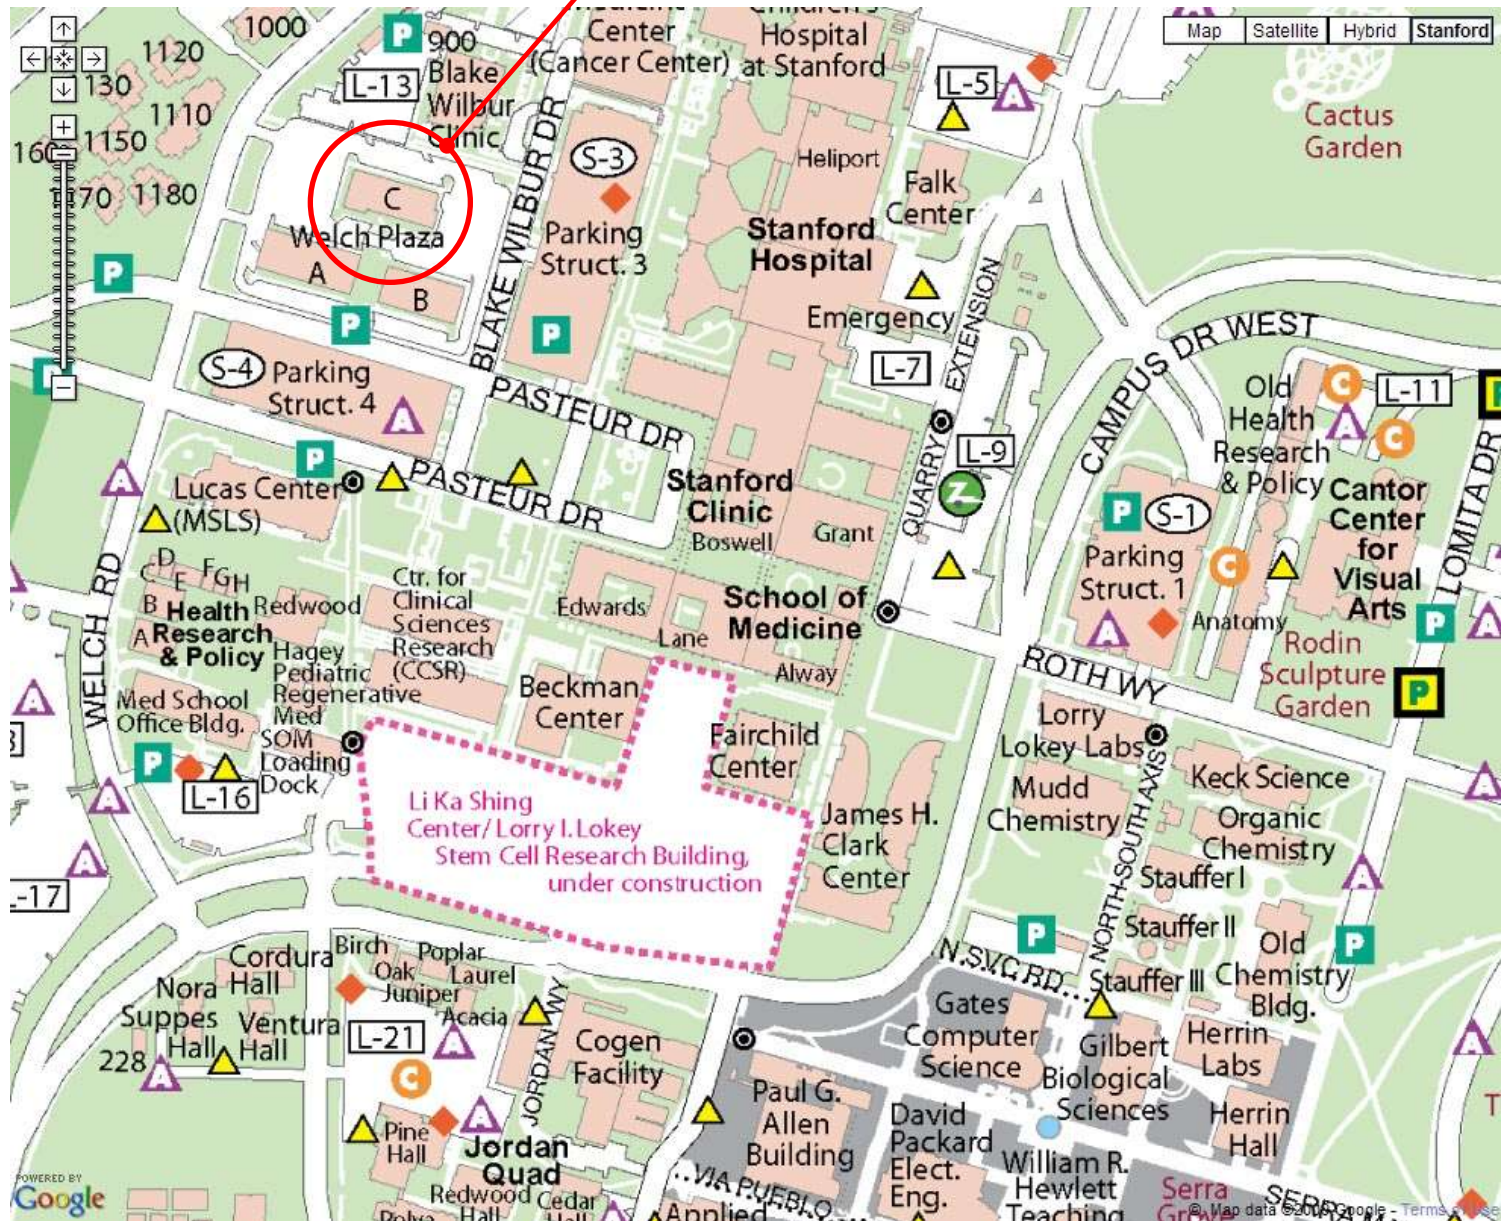 Medicine
Center
(Cancer Center)
Children's
Hospital
at Stanford
Map
Satellite
Hybrid
Stanford
1000
1120
130
1110
1150
1180
P
900
Blake
Wilbur
Clinic
L-13
L-5
A
Cactus
Garden
S-3
Heliport
Falk
Center
C
Welch Plaza
A
B
BLAKE WILBUR DR
Parking
Struct. 3
Stanford
Hospital
P
P
P
Emergency
EXTENSION
L-7
CAMPUS DR WEST
S-4
Parking
Struct. 4
A
PASTEUR DR
Old
Health
Research
& Policy
C
L-11
A
C
P
PASTEUR DR
QUARRY
L-9
Z
A
Lucas Center
(MSLS)
Stanford
Clinic
Boswell
Grant
P
S-1
Parking
Struct. 1
C
A
Cantor
Center
for
Visual
Arts
LOMITA DR
WELCH RD
C
D
E
F
G
H
B
A
Health
Research
& Policy
Redwood
Ctr. for
Clinical
Sciences
Research
(CCSR)
Edwards
Lane
School of
Medicine
Alway
Anatomy
P
A
Hagey
Pediatric
Regenerative
Med
SOM
Loading
Dock
Med School
Office Bldg.
A
Beckman
Center
Fairchild
Center
ROTH WY
Rodin
Sculpture
Garden
P
P
L-16
A
Lorry
Lokey Labs
Keck Science
A
Mudd
Chemistry
Organic
Chemistry
Li Ka Shing
Center/ Lorry I. Lokey
Stem Cell Research Building,
under construction
James H.
Clark
Center
NORTH-SOUTH AXIS
Stauffer I
A
A
-17
Stauffer II
P
P
N.SVC RD
Stauffer III
Old
Chemistry
Bldg.
Cordura
Hall
Birch
Poplar
Oak
Laurel
Juniper
Acacia
Nora
Suppes
Hall
Ventura
Hall
L-21
A
228
A
C
JORDAN WY
Cogen
Facility
Gates
Computer
Science
Gilbert
Biological
Sciences
Herrin
Labs
A
Paul G.
Allen
Building
David
Packard
Elect.
Eng.
Herrin
Hall
Pine
Hall
A
Jordan
Quad
Redwood
Hall
Cedar
VIA PUEBLO
Applied
William R.
Hewlett
Teaching
Serra
Grove
POWERED BY
Google
Map data ©2009 Google - Terms of Use